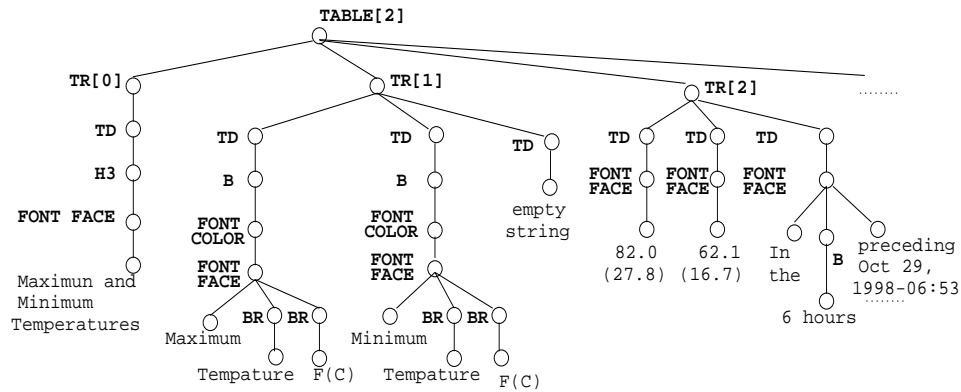 TABLE[2]
TR[0]
TR[1]
TR[2]
........
TD
TD
TD
TD
TD
TD
TD
H3
B
B
FONT
FACE
FONT
FACE
FONT
FACE
FONT FACE
FONT
COLOR
FONT
COLOR
empty
string
82.0
(27.8)
62.1
(16.7)
In
the
B
preceding
Oct 29,
1998-06:53
........
FONT
FACE
FONT
FACE
Maximun and
Minimum
Temperatures
Maximum
BR
BR
Minimum
BR
BR
6 hours
Tempature
F(C)
Tempature
F(C)